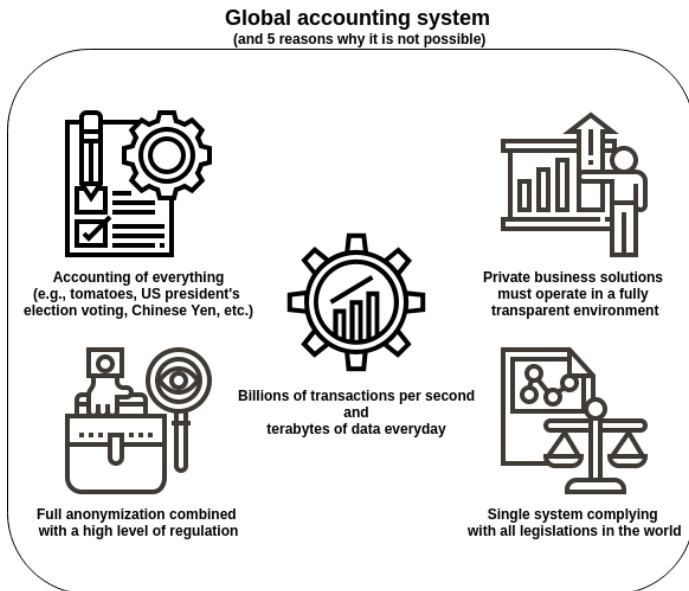 Global accounting system
(and 5 reasons why it is not possible)
Accounting of everything
(e.g., tomatoes, US president's
election voting, Chinese Yen, etc.)
Private business solutions
must operate in a fully
transparent environment
Billions of transactions per second
and
terabytes of data everyday
Full anonymization combined
with a high level of regulation
Single system complying
with all legislations in the world